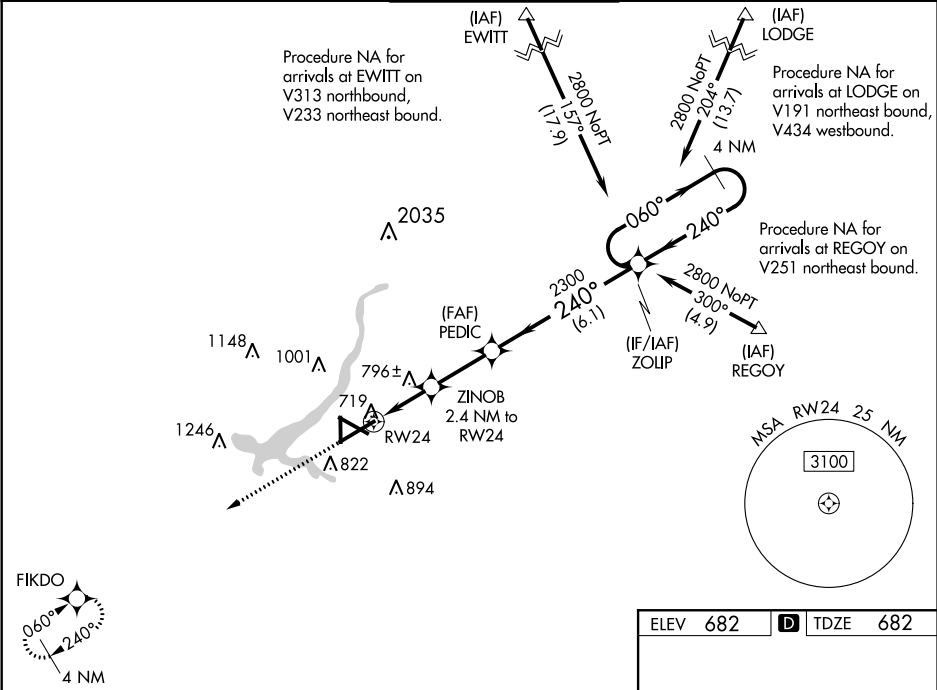 (IAF)
EWITT
(IAF)
LODGE
Procedure NA for
arrivals at EWITT on
V313 northbound,
V233 northeast bound.
2800 NoPT
157°
(17.9)
2800 NoPT
204°
(13.7)
Procedure NA for
arrivals at LODGE on
V191 northeast bound,
V434 westbound.
4 NM
060°
240°
2035
Procedure NA for
arrivals at REGOY on
V251 northeast bound.
2300
240°
(6.1)
2800 NoPT
300°
(4.9)
(IAF)
REGOY
(IF/IAF)
ZOLIP
(FAF)
PEDIC
1148
1001
796±
ZINOB
2.4 NM to
RW24
719
RW24
1246
822
894
MSA RW24 25 NM
3100
FIKDO
060°
240°
4 NM
ELEV 682 D TDZE 682